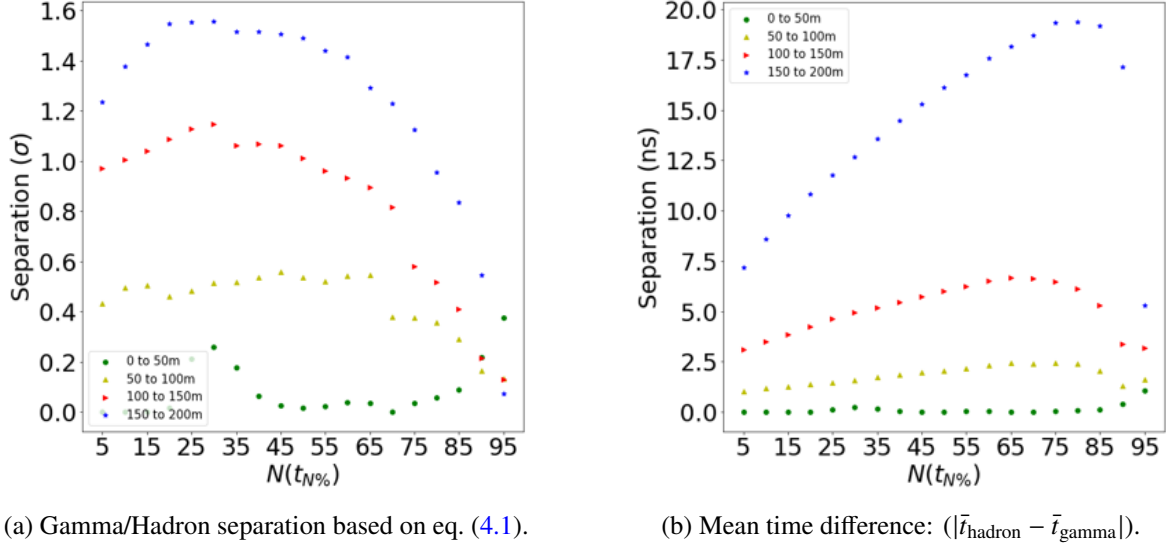 1.6
1.4
1.2
1.0
0.8
0.6
0.4
0.2
0.0
Separation (σ)
0 to 50m
50 to 100m
100 to 150m
150 to 200m
5 15 25 35 45 55 65 75 85 95
N(t_{N%})
(a) Gamma/Hadron separation based on eq. (4.1).
20.0
17.5
15.0
12.5
10.0
7.5
5.0
2.5
0.0
Separation (ns)
0 to 50m
50 to 100m
100 to 150m
150 to 200m
5 15 25 35 45 55 65 75 85 95
N(t_{N%})
(b) Mean time difference: (|t̄_hadron − t̄_gamma|).